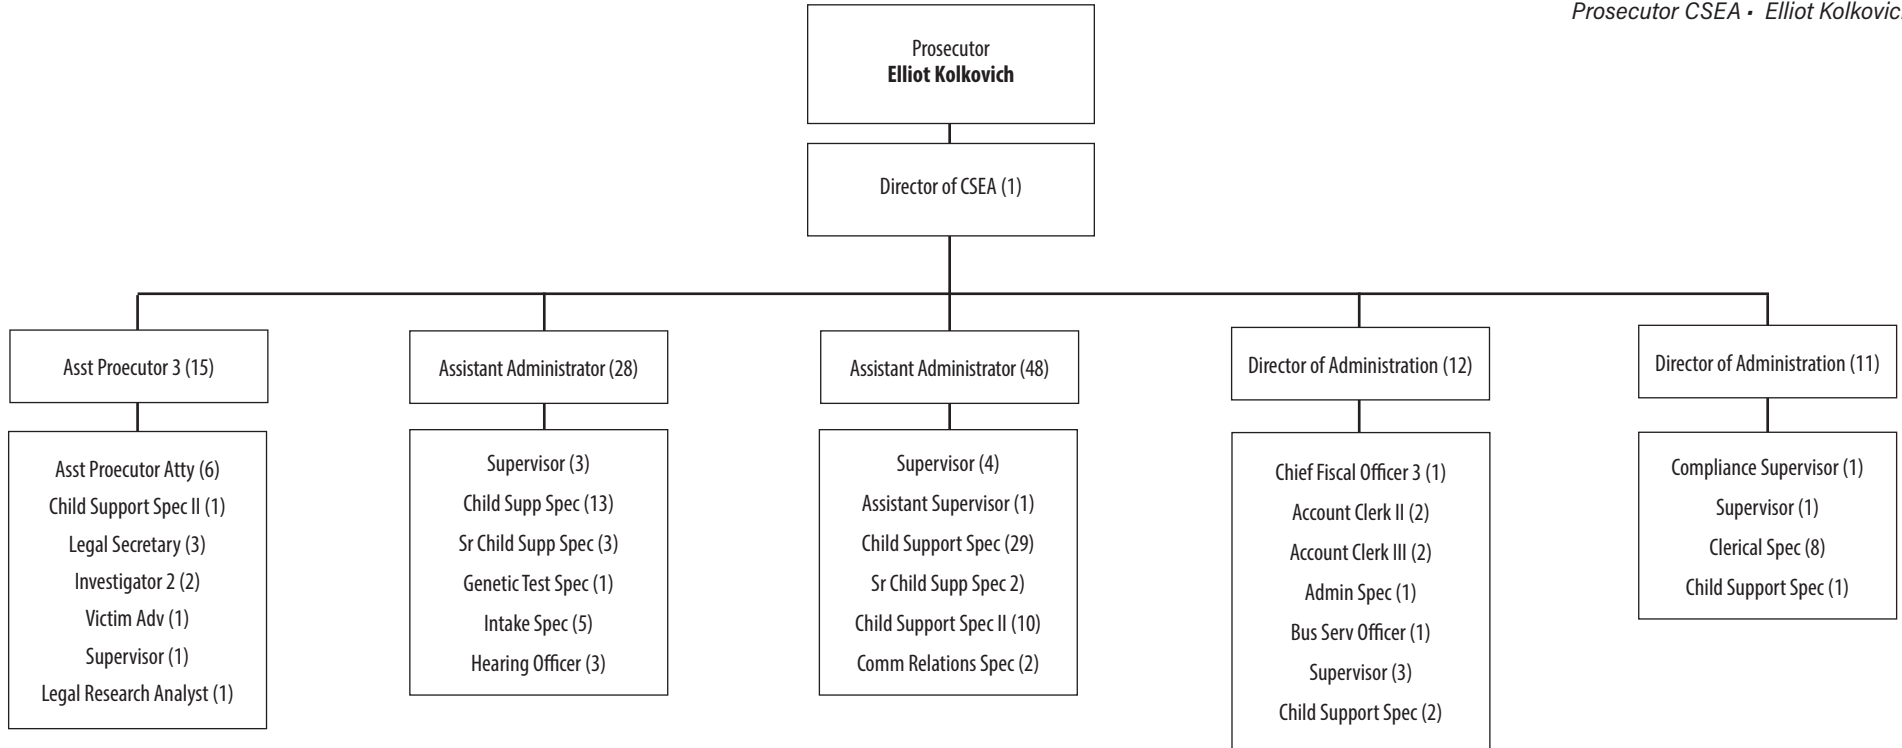 Prosecutor CSEA • Elliot Kolkovic
Prosecutor
Elliot Kolkovich
Director of CSEA (1)
Asst Proecutor 3 (15)
Asst Proecutor Atty (6)
Child Support Spec II (1)
Legal Secretary (3)
Investigator 2 (2)
Victim Adv (1)
Supervisor (1)
Legal Research Analyst (1)
Assistant Administrator (28)
Supervisor (3)
Child Supp Spec (13)
Sr Child Supp Spec (3)
Genetic Test Spec (1)
Intake Spec (5)
Hearing Officer (3)
Assistant Administrator (48)
Supervisor (4)
Assistant Supervisor (1)
Child Support Spec (29)
Sr Child Supp Spec 2)
Child Support Spec II (10)
Comm Relations Spec (2)
Director of Administration (12)
Chief Fiscal Officer 3 (1)
Account Clerk II (2)
Account Clerk III (2)
Admin Spec (1)
Bus Serv Officer (1)
Supervisor (3)
Child Support Spec (2)
Director of Administration (11)
Compliance Supervisor (1)
Supervisor (1)
Clerical Spec (8)
Child Support Spec (1)